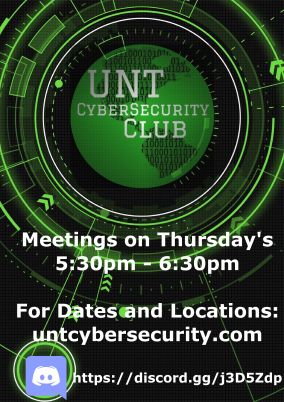 UNT
CYBERSECURITY
CLUB
Meetings on Thursday's
5:30pm - 6:30pm
For Dates and Locations:
untcybersecurity.com
https://discord.gg/j3D5Zdp